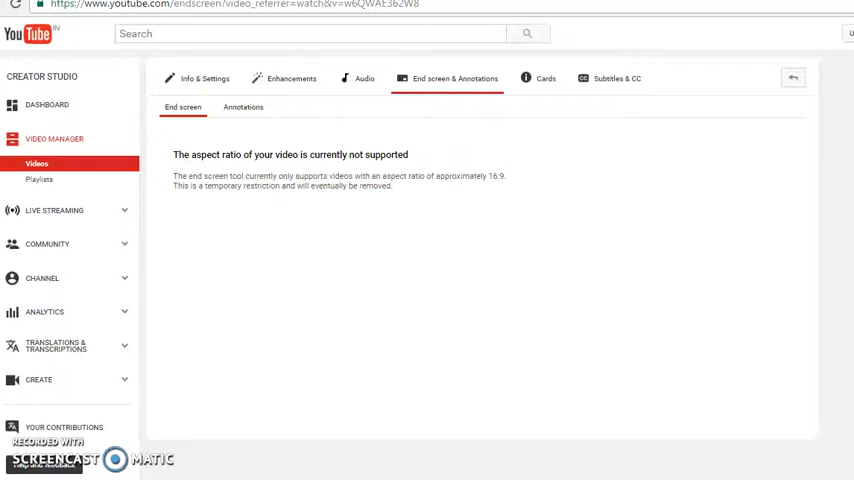 https://www.youtube.com/endscreen?video_referrer=watch&v=w6QWAE362W8
YouTube IN
Search
CREATOR STUDIO
Info & Settings
Enhancements
Audio
End screen & Annotations
Cards
CC Subtitles & CC
DASHBOARD
End screen
Annotations
VIDEO MANAGER
The aspect ratio of your video is currently not supported
Videos
The end screen tool currently only supports videos with an aspect ratio of approximately 16:9.
Playlists
This is a temporary restriction and will eventually be removed.
LIVE STREAMING
COMMUNITY
CHANNEL
ANALYTICS
TRANSLATIONS &
TRANSCRIPTIONS
CREATE
YOUR CONTRIBUTIONS
RECORDED WITH
SCREENCAST MATIC